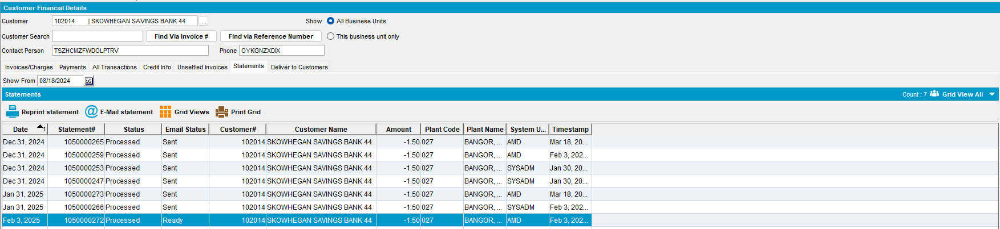 Customer Financial Details
Customer 102014 | SKOWHEGAN SAVINGS BANK 44 ... Show All Business Units
Customer Search Find Via Invoice # Find via Reference Number This business unit only
Contact Person TSZHCMZFWDOLPTRV Phone OYKGNZXDIX
Invoices/Charges Payments All Transactions Credit Info Unsettled Invoices Statements Deliver to Customers
Show From 08/18/2024 16
Statements Count : 7 Grid View All
Reprint statement @ E-Mail statement Grid Views Print Grid
Date 1 Statement# Status Email Status Customer# Customer Name Amount Plant Code Plant Name System U... Timestamp
Dec 31, 2024 1050000265 Processed Sent 102014 SKOWHEGAN SAVINGS BANK 44 -1.50 027 BANGOR, ... AMD Mar 18, 20...
Dec 31, 2024 1050000259 Processed Sent 102014 SKOWHEGAN SAVINGS BANK 44 -1.50 027 BANGOR, ... AMD Feb 3, 202...
Dec 31, 2024 1050000253 Processed Sent 102014 SKOWHEGAN SAVINGS BANK 44 -1.50 027 BANGOR, ... SYSADM Jan 30, 20...
Dec 31, 2024 1050000247 Processed Sent 102014 SKOWHEGAN SAVINGS BANK 44 -1.50 027 BANGOR, ... SYSADM Jan 30, 20...
Jan 31, 2025 1050000273 Processed Sent 102014 SKOWHEGAN SAVINGS BANK 44 -1.50 027 BANGOR, ... AMD Mar 18, 20...
Jan 31, 2025 1050000266 Processed Sent 102014 SKOWHEGAN SAVINGS BANK 44 -1.50 027 BANGOR, ... SYSADM Feb 3, 202...
Feb 3, 2025 1050000272 Processed Ready 102014 SKOWHEGAN SAVINGS BANK 44 -1.50 027 BANGOR, ... AMD Feb 3, 202...